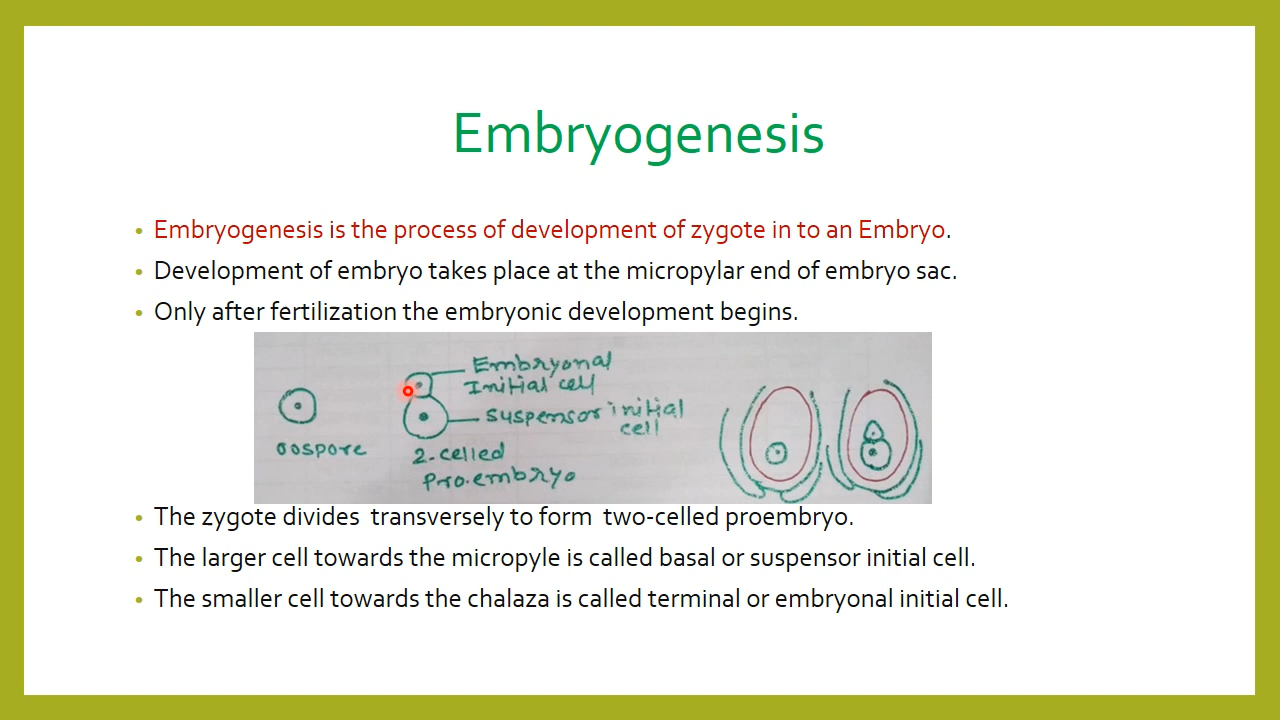 Embryogenesis
• Embryogenesis is the process of development of zygote in to an Embryo.
• Development of embryo takes place at the micropylar end of embryo sac.
• Only after fertilization the embryonic development begins.
Embryonal
Initial cell
suspensor initial
cell
oospore
2-celled
Pro.embryo
• The zygote divides transversely to form two-celled proembryo.
• The larger cell towards the micropyle is called basal or suspensor initial cell.
• The smaller cell towards the chalaza is called terminal or embryonal initial cell.